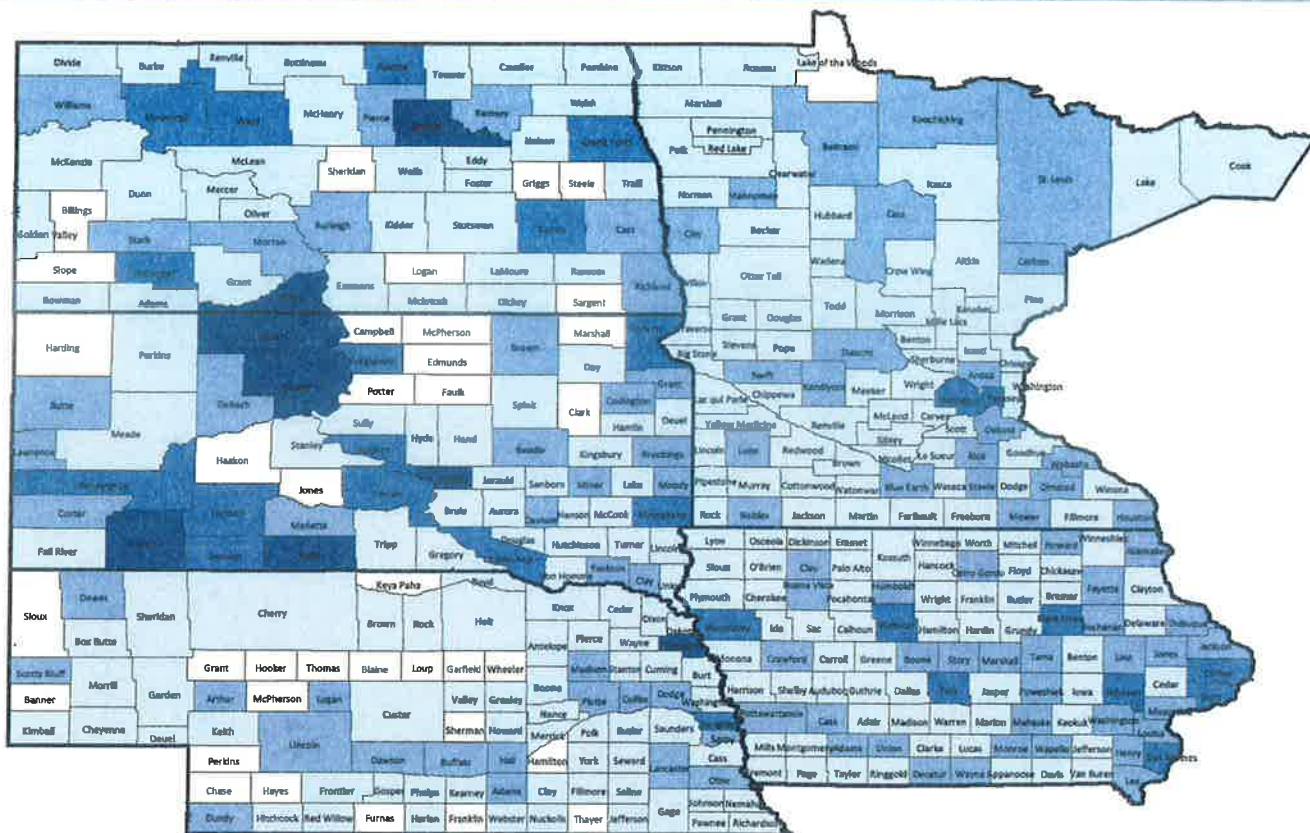 Divide
Burke
Renville
Bottineau
Towner
Cavalier
Pembina
Kittson
Roseau
Lake of the Woods
Williams
Ward
McHenry
Pierce
Ramsey
Walsh
Marshall
Koochiching
Pennington
Red Lake
Polk
Beltrami
Nelson
McKenzie
McLean
Sheridan
Wells
Eddy
Foster
Griggs
Steele
Traill
Norman
Mahnomen
Clearwater
Itasca
St. Louis
Lake
Cook
Dunn
Mercer
Oliver
Billings
Golden Valley
Stark
Morton
Burleigh
Kidder
Stutsman
Cass
Clay
Becker
Hubbard
Cass
Slope
Grant
Emmons
Logan
LaMoure
Ransom
Richland
Otter Tail
Wadena
Crow Wing
Aitkin
Carlton
Pine
Bowman
Adams
McIntosh
Dickey
Sargent
Grant
Douglas
Todd
Morrison
Mille Lacs
Harding
Perkins
Campbell
McPherson
Brown
Marshall
Edmunds
Day
Big Stone
Stevens
Pope
Stearns
Benton
Sherburne
Isanti
Anoka
Washington
Butte
Meade
Dewey
Potter
Faulk
Spink
Clark
Grant
Codington
Hamlin
Deuel
Swift
Kandiyohi
Meeker
Wright
Lac qui Parle
Chippewa
McLeod
Carver
Scott
Dakota
Lawrence
Haakon
Stanley
Sully
Hyde
Hand
Beadle
Kingsbury
Brookings
Yellow Medicine
Renville
Sibley
Lincoln
Lyon
Redwood
Brown
Nicollet
Le Sueur
Rice
Goodhue
Wabasha
Jones
Jerauld
Sanborn
Miner
Lake
Moody
Pipestone
Murray
Cottonwood
Watonwan
Blue Earth
Waseca
Steele
Dodge
Olmsted
Winona
Custer
Mellette
Brule
Aurora
Davison
Hanson
McCook
Minnehaha
Rock
Nobles
Jackson
Martin
Faribault
Freeborn
Mower
Fillmore
Houston
Fall River
Tripp
Gregory
Douglas
Hutchinson
Turner
Lincoln
Clay
Lyon
Osceola
Dickinson
Emmet
Kossuth
Winnebago
Worth
Mitchell
Howard
Winneshiek
Allamakee
Sioux
O'Brien
Clay
Palo Alto
Hancock
Cerro Gordo
Floyd
Chickasaw
Sioux
Dawes
Sheridan
Cherry
Keya Paha
Boyd
Knox
Cedar
Dixon
Plymouth
Cherokee
Buena Vista
Pocahontas
Humboldt
Wright
Franklin
Butler
Bremer
Fayette
Clayton
Box Butte
Brown
Rock
Holt
Antelope
Pierce
Wayne
Ida
Sac
Calhoun
Hamilton
Hardin
Grundy
Delaware
Dubuque
Scotts Bluff
Grant
Hooker
Thomas
Blaine
Loup
Garfield
Wheeler
Madison
Stanton
Cuming
Burt
Monona
Crawford
Carroll
Greene
Boone
Story
Marshall
Tama
Benton
Linn
Jones
Jackson
Banner
Morrill
Garden
Arthur
McPherson
Logan
Custer
Valley
Greeley
Boone
Nance
Platte
Colfax
Dodge
Washington
Harrison
Shelby
Audubon
Guthrie
Dallas
Polk
Jasper
Poweshiek
Iowa
Johnson
Cedar
Kimball
Cheyenne
Deuel
Keith
Lincoln
Sherman
Howard
Merrick
Polk
Butler
Saunders
Sarpy
Pottawattamie
Cass
Adair
Madison
Warren
Marion
Mahaska
Keokuk
Washington
Louisa
Perkins
Dawson
Buffalo
Hall
Hamilton
York
Seward
Lancaster
Cass
Otoe
Mills
Montgomery
Adams
Union
Clarke
Lucas
Monroe
Wapello
Jefferson
Henry
Chase
Hayes
Frontier
Gosper
Phelps
Kearney
Adams
Clay
Fillmore
Saline
Gage
Johnson
Nemaha
Fremont
Page
Taylor
Ringgold
Decatur
Wayne
Appanoose
Davis
Van Buren
Lee
Dundy
Hitchcock
Red Willow
Furnas
Harlan
Franklin
Webster
Nuckolls
Thayer
Jefferson
Pawnee
Richardson